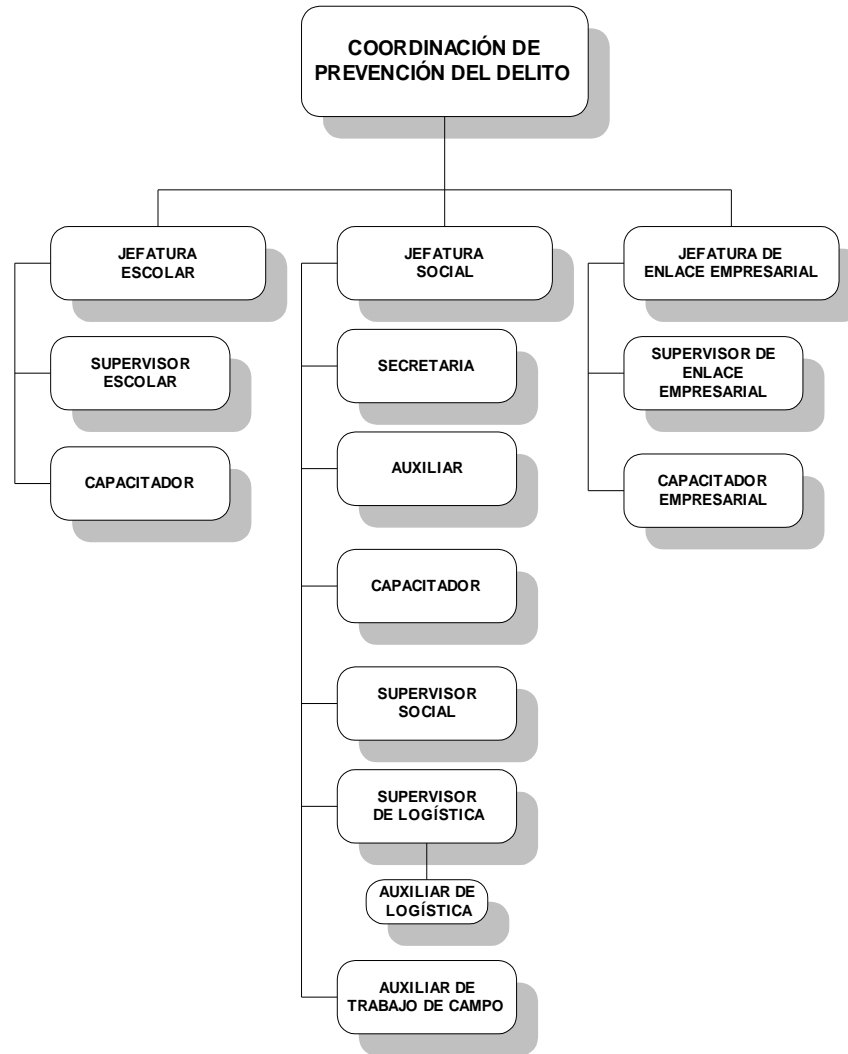 COORDINACIÓN DE
PREVENCIÓN DEL DELITO
JEFATURA
ESCOLAR
SUPERVISOR
ESCOLAR
CAPACITADOR
JEFATURA
SOCIAL
SECRETARIA
AUXILIAR
CAPACITADOR
SUPERVISOR
SOCIAL
SUPERVISOR
DE LOGÍSTICA
AUXILIAR DE
LOGÍSTICA
AUXILIAR DE
TRABAJO DE CAMPO
JEFATURA DE
ENLACE EMPRESARIAL
SUPERVISOR DE
ENLACE
EMPRESARIAL
CAPACITADOR
EMPRESARIAL